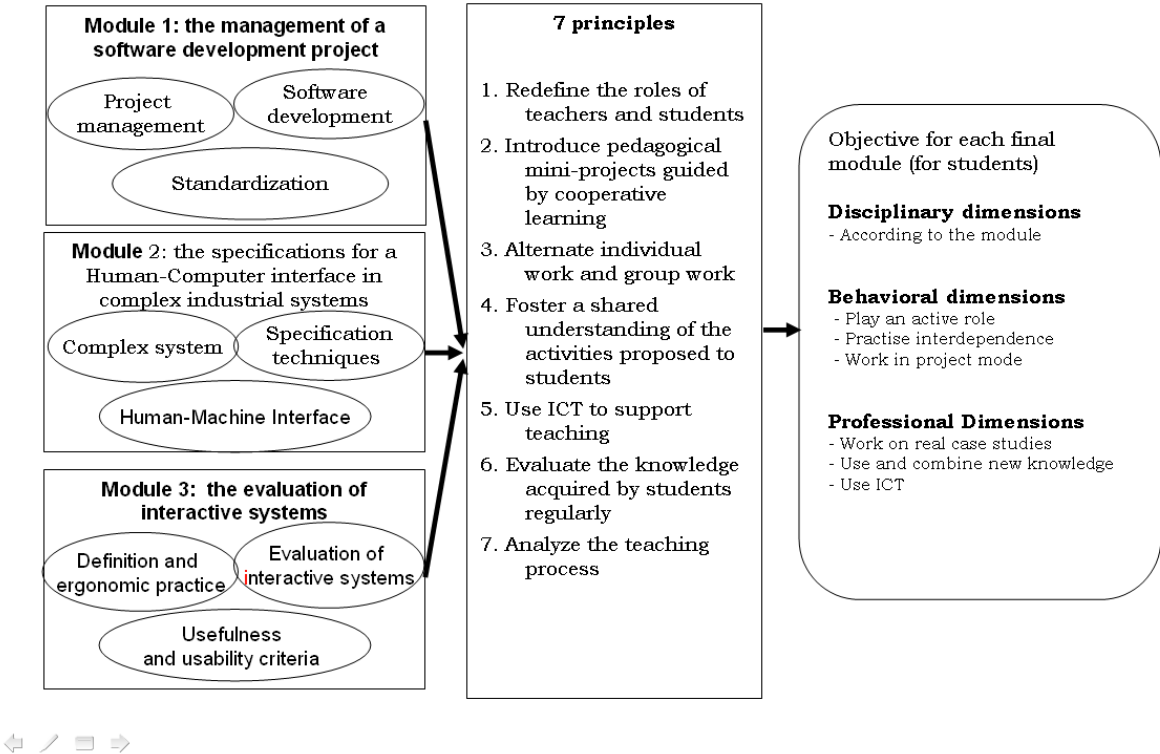 Module 1: the management of a
software development project
Project
management
Software
development
Standardization
Module 2: the specifications for a
Human-Computer interface in
complex industrial systems
Complex system
Specification
techniques
Human-Machine Interface
Module 3: the evaluation of
interactive systems
Definition and
ergonomic practice
Evaluation of
interactive systems
Usefulness
and usability criteria
7 principles
1. Redefine the roles of
teachers and students
2. Introduce pedagogical
mini-projects guided
by cooperative
learning
3. Alternate individual
work and group work
4. Foster a shared
understanding of the
activities proposed to
students
5. Use ICT to support
teaching
6. Evaluate the knowledge
acquired by students
regularly
7. Analyze the teaching
process
Objective for each final
module (for students)
Disciplinary dimensions
- According to the module
Behavioral dimensions
- Play an active role
- Practise interdependence
- Work in project mode
Professional Dimensions
- Work on real case studies
- Use and combine new knowledge
- Use ICT